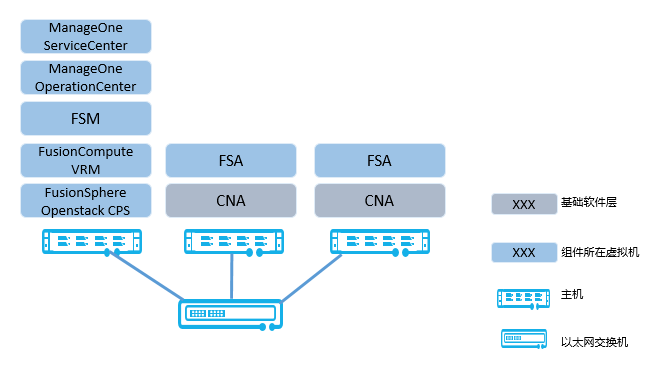 ManageOne
ServiceCenter
ManageOne
OperationCenter
FSM
FusionCompute
VRM
FSA
FSA
FusionSphere
Openstack CPS
CNA
CNA
XXX
基础软件层
XXX
组件所在虚拟机
主机
以太网交换机